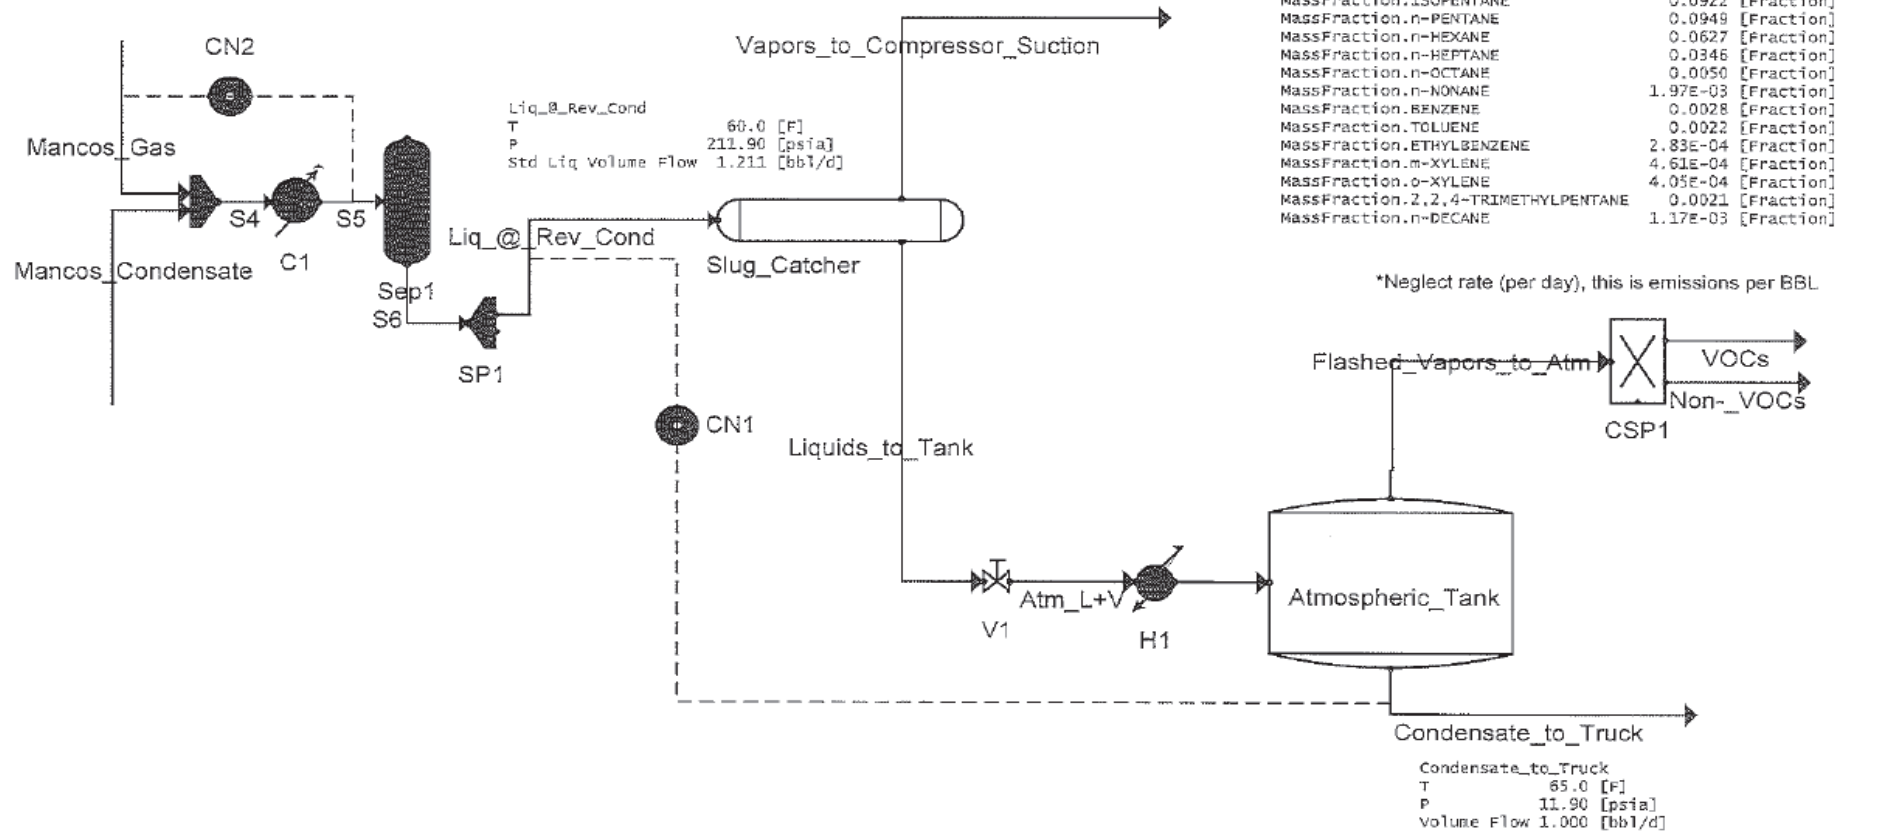 MassFraction.ISOPENTANE 0.0922 [Fraction]
MassFraction.n-PENTANE 0.0949 [Fraction]
MassFraction.n-HEXANE 0.0627 [Fraction]
MassFraction.n-HEPTANE 0.0346 [Fraction]
MassFraction.n-OCTANE 0.0050 [Fraction]
MassFraction.n-NONANE 1.97E-03 [Fraction]
MassFraction.BENZENE 0.0028 [Fraction]
MassFraction.TOLUENE 0.0022 [Fraction]
MassFraction.ETHYLBENZENE 2.83E-04 [Fraction]
MassFraction.m-XYLENE 4.61E-04 [Fraction]
MassFraction.o-XYLENE 4.05E-04 [Fraction]
MassFraction.2,2,4-TRIMETHYLPENTANE 0.0021 [Fraction]
MassFraction.n-DECANE 1.17E-03 [Fraction]
CN2
Vapors_to_Compressor_Suction
Liq_@_Rev_Cond
T 60.0 [F]
P 211.90 [psia]
Std Liq Volume Flow 1.211 [bbl/d]
Mancos_Gas
S4
S5
C1
Liq_@_Rev_Cond
Mancos_Condensate
Slug_Catcher
Sep1
S6
SP1
*Neglect rate (per day), this is emissions per BBL
Flashed_Vapors_to_Atm
VOCs
Non-_VOCs
CSP1
CN1
Liquids_to_Tank
Atm_L+V
V1
H1
Atmospheric_Tank
Condensate_to_Truck
Condensate_to_Truck
T 65.0 [F]
P 11.90 [psia]
Volume Flow 1.000 [bbl/d]